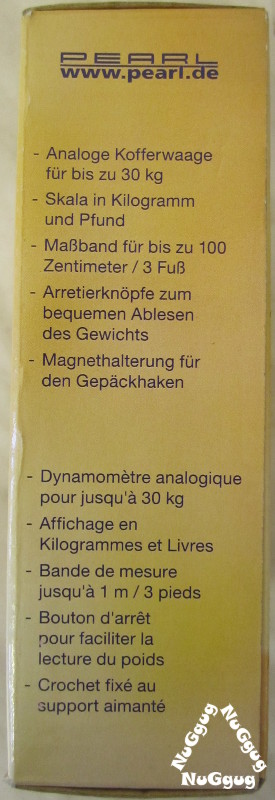 PEARL
www.pearl.de
- Analoge Kofferwaage
für bis zu 30 kg
- Skala in Kilogramm
und Pfund
- Maßband für bis zu 100
Zentimeter / 3 Fuß
- Arretierknöpfe zum
bequemen Ablesen
des Gewichts
- Magnethalterung für
den Gepäckhaken
- Dynamomètre analogique
pour jusqu'à 30 kg
- Affichage en
Kilogrammes et Livres
- Bande de mesure
jusqu'à 1 m / 3 pieds
- Bouton d'arrêt
pour faciliter la
lecture du poids
- Crochet fixé au
support aimanté
NuGgug
NuGgug
NuGgug